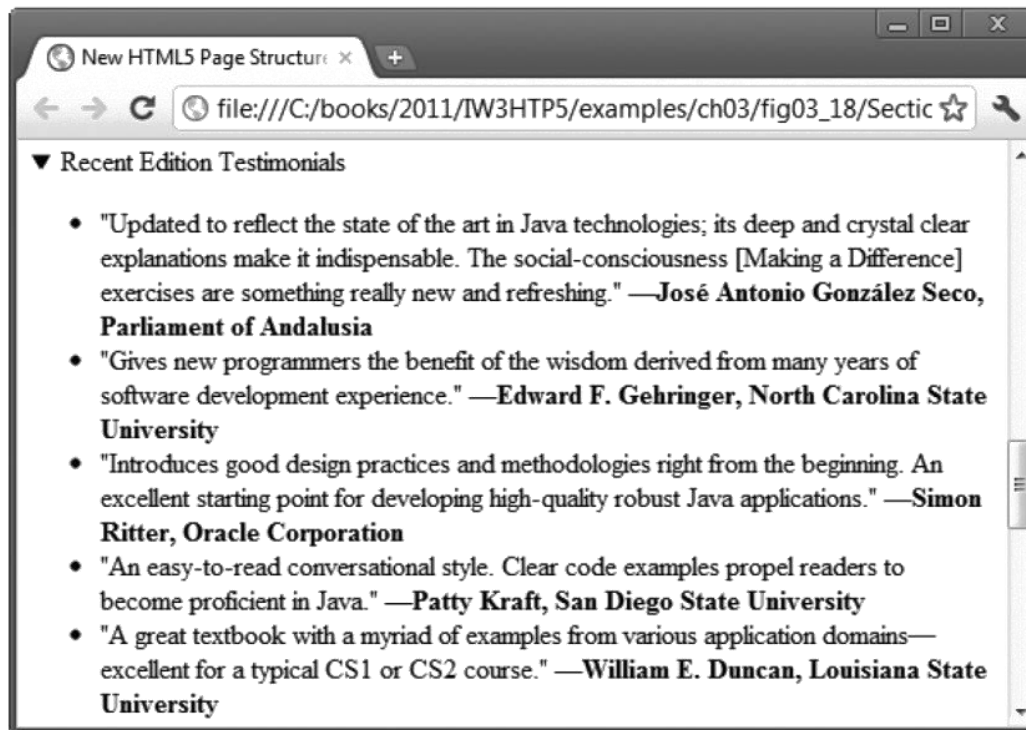 New HTML5 Page Structure
file:///C:/books/2011/IW3HTP5/examples/ch03/fig03_18/Sectic
Recent Edition Testimonials
"Updated to reflect the state of the art in Java technologies; its deep and crystal clear
explanations make it indispensable. The social-consciousness [Making a Difference]
exercises are something really new and refreshing." —José Antonio González Seco,
Parliament of Andalusia
"Gives new programmers the benefit of the wisdom derived from many years of
software development experience." —Edward F. Gehringer, North Carolina State
University
"Introduces good design practices and methodologies right from the beginning. An
excellent starting point for developing high-quality robust Java applications." —Simon
Ritter, Oracle Corporation
"An easy-to-read conversational style. Clear code examples propel readers to
become proficient in Java." —Patty Kraft, San Diego State University
"A great textbook with a myriad of examples from various application domains—
excellent for a typical CS1 or CS2 course." —William E. Duncan, Louisiana State
University